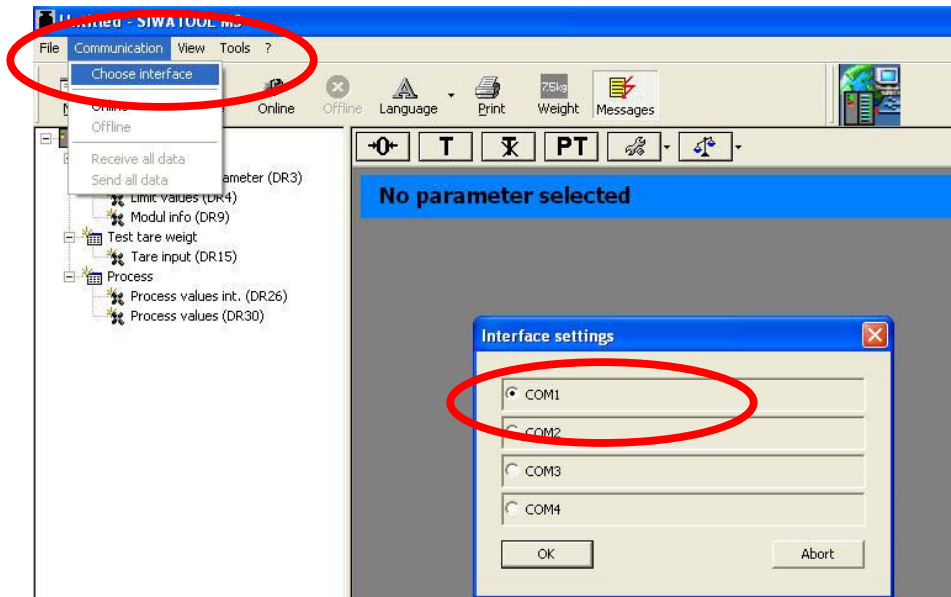 Untitled - SIWATOOL MS
File Communication View Tools ?
Choose interface
Online
Offline
Receive all data
Send all data
Online Offline Language Print Weight Messages
7.5kg
→0← T T PT
ameter (DR3)
Limit values (DR4)
Modul info (DR9)
Test tare weigt
Tare input (DR15)
Process
Process values int. (DR26)
Process values (DR30)
No parameter selected
Interface settings
COM1
COM2
COM3
COM4
OK Abort